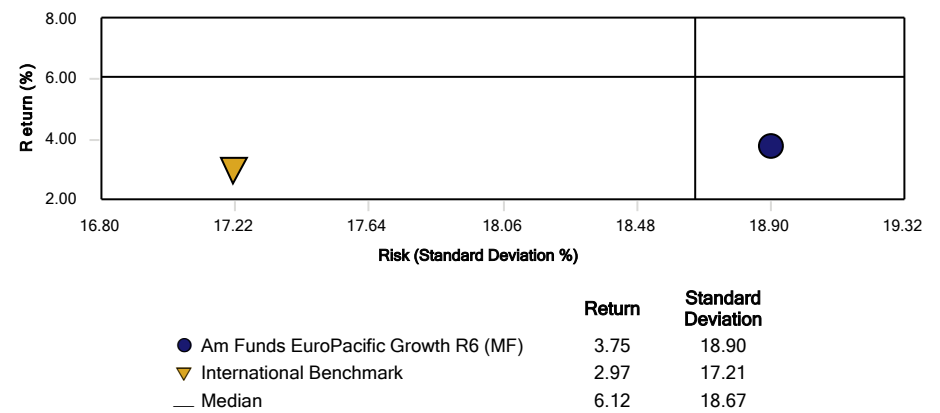 8.00
6.00
4.00
2.00
Return (%)
16.80 17.22 17.64 18.06 18.48 18.90 19.32
Risk (Standard Deviation %)
Return Standard Deviation
Am Funds EuroPacific Growth R6 (MF) 3.75 18.90
International Benchmark 2.97 17.21
Median 6.12 18.67